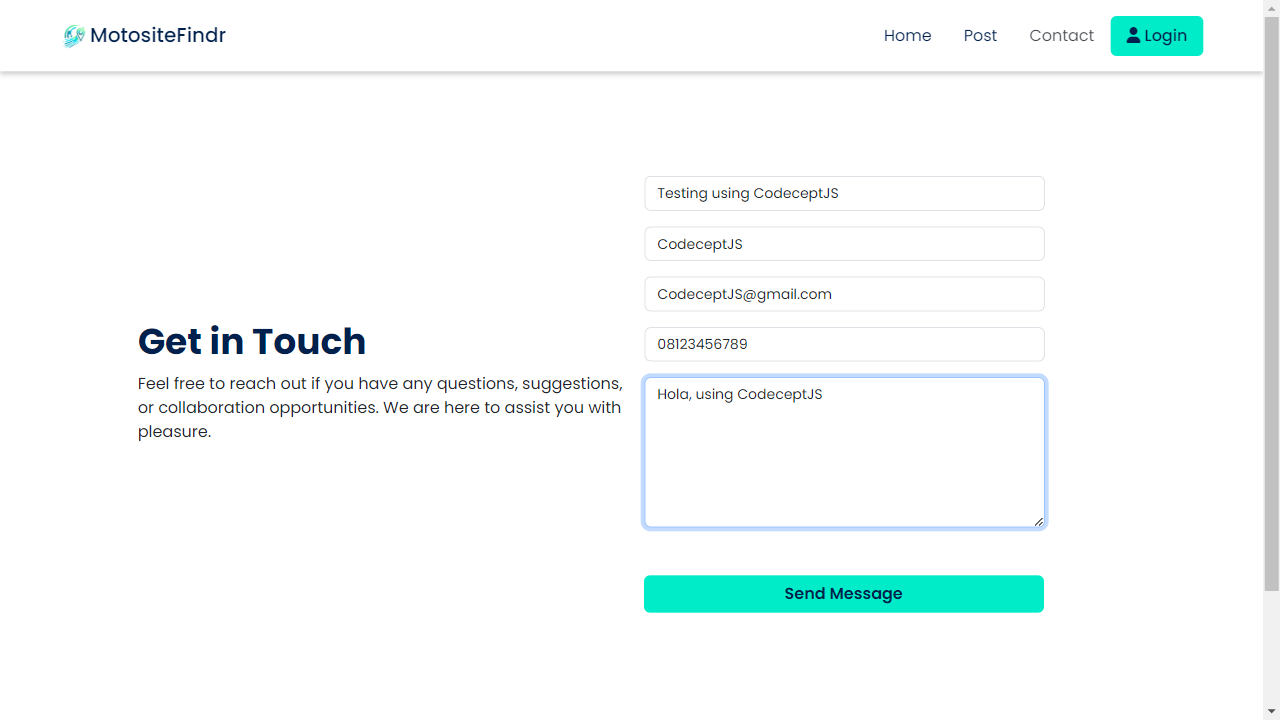 MotositeFindr
Home
Post
Contact
Login
Testing using CodeceptJS
CodeceptJS
CodeceptJS@gmail.com
08123456789
Hola, using CodeceptJS
Get in Touch
Feel free to reach out if you have any questions, suggestions,
or collaboration opportunities. We are here to assist you with
pleasure.
Send Message